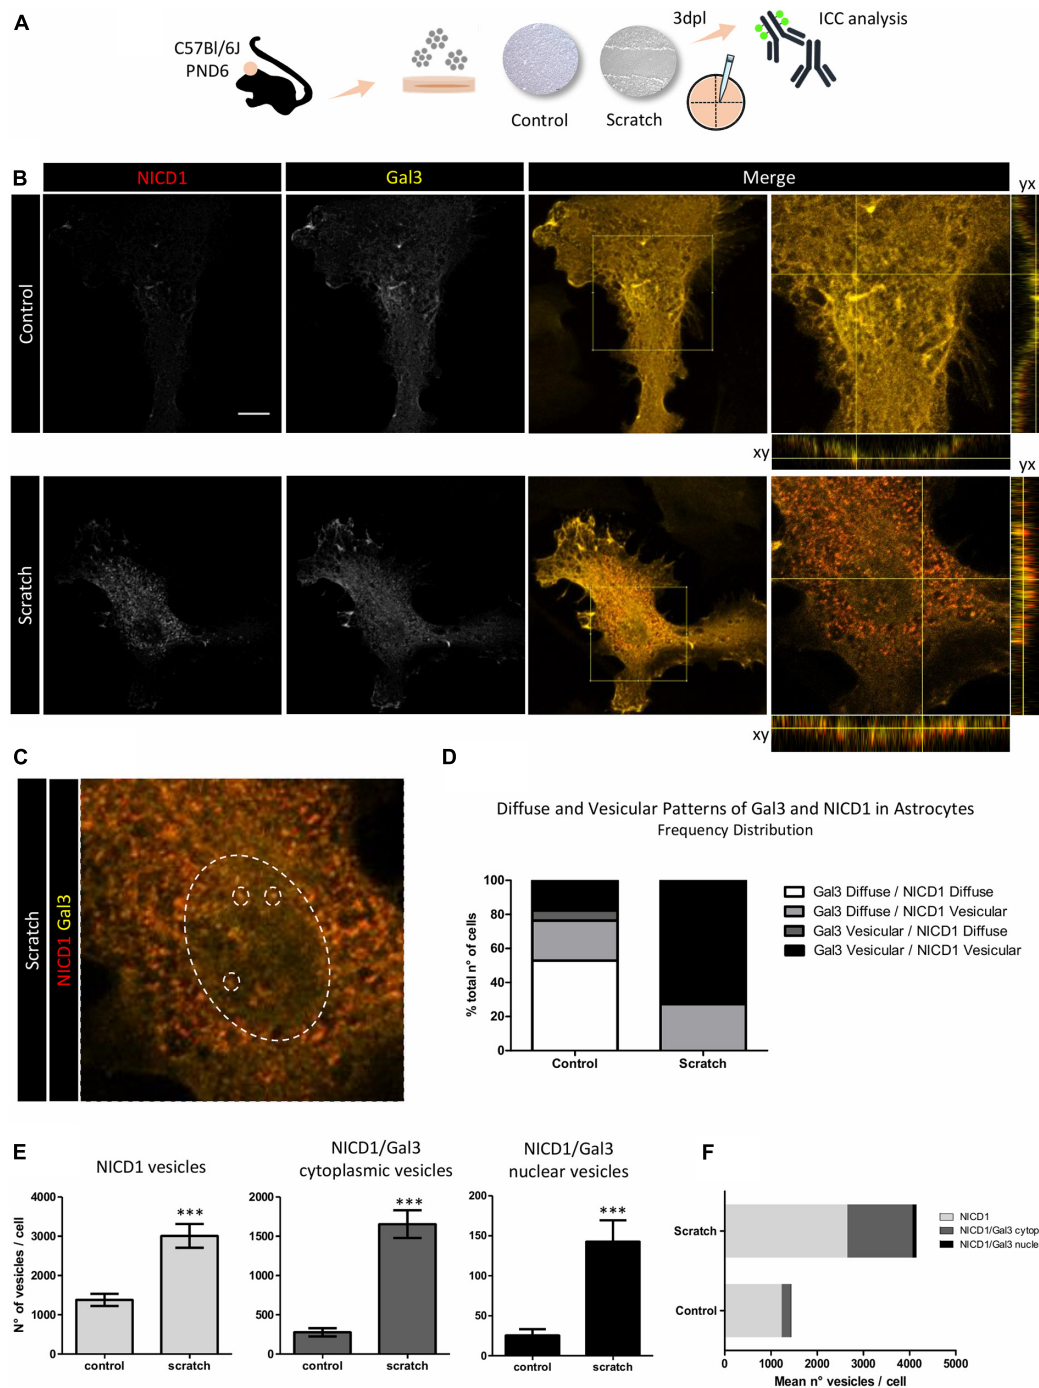 A
C57Bl/6J
PND6
Control
Scratch
3dpl
ICC analysis
B
NICD1
Gal3
Merge
yx
Control
xy
yx
Scratch
xy
C
Scratch
NICD1 Gal3
D
Diffuse and Vesicular Patterns of Gal3 and NICD1 in Astrocytes
Frequency Distribution
% total n° of cells
100
80
60
40
20
0
Control
Scratch
Gal3 Diffuse / NICD1 Diffuse
Gal3 Diffuse / NICD1 Vesicular
Gal3 Vesicular / NICD1 Diffuse
Gal3 Vesicular / NICD1 Vesicular
E
NICD1 vesicles
N° of vesicles / cell
4000
3000
2000
1000
0
***
control
scratch
NICD1/Gal3
cytoplasmic vesicles
2000
1500
1000
500
0
***
control
scratch
NICD1/Gal3
nuclear vesicles
200
150
100
50
0
***
control
scratch
F
Scratch
Control
0
1000
2000
3000
4000
5000
Mean n° vesicles / cell
NICD1
NICD1/Gal3 cytop
NICD1/Gal3 nucle